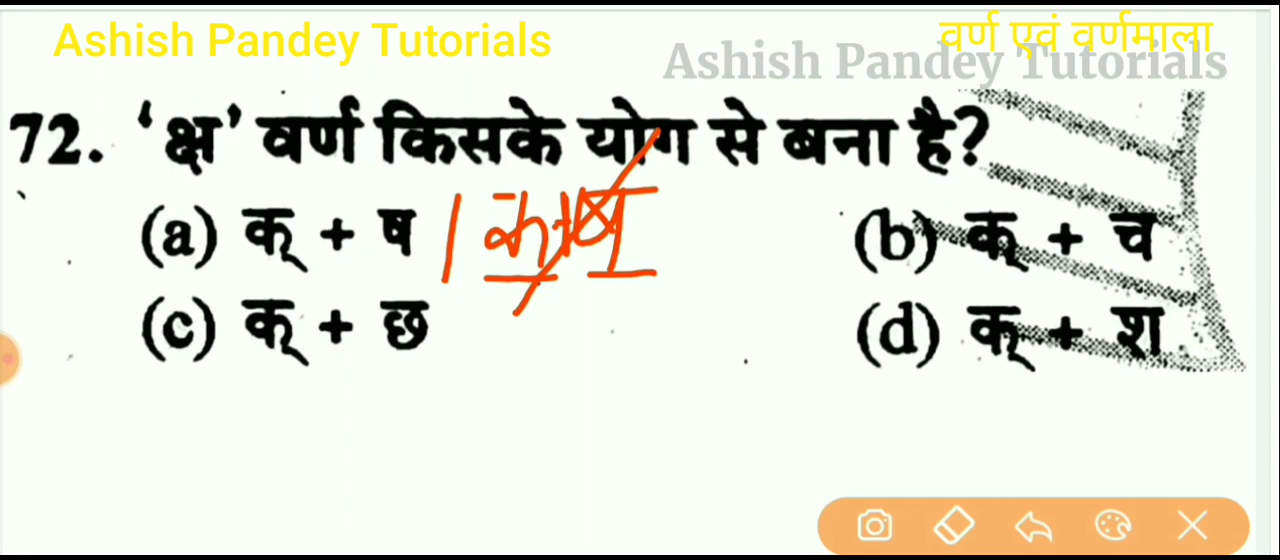 Ashish Pandey Tutorials
वर्ण एवं वर्णमाला
Ashish Pandey Tutorials
72. ‘क्ष’ वर्ण किसके योग से बना है?
(a) क् + ष
(b) क् + च
(c) क् + छ
(d) क् + श